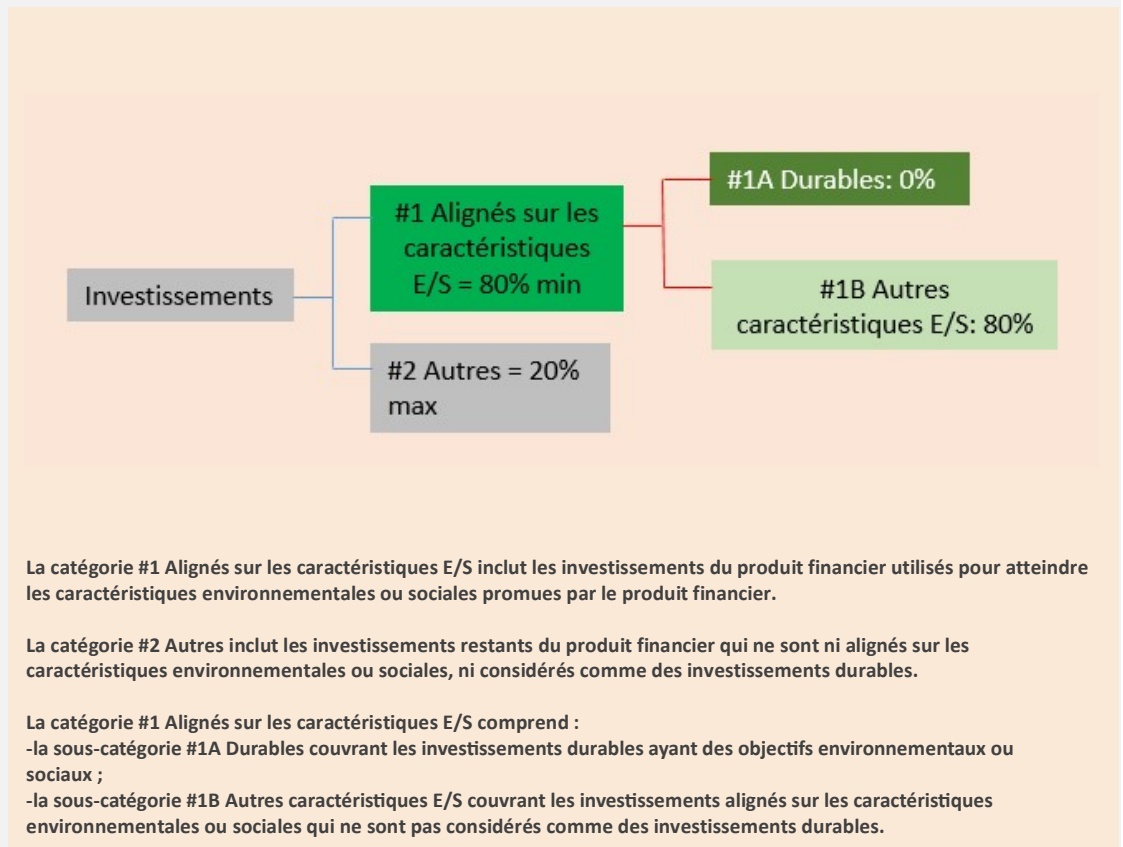 #1A Durables: 0%
#1 Alignés sur les
caractéristiques
E/S = 80% min
Investissements
#1B Autres
caractéristiques E/S: 80%
#2 Autres = 20%
max
La catégorie #1 Alignés sur les caractéristiques E/S inclut les investissements du produit financier utilisés pour atteindre
les caractéristiques environnementales ou sociales promues par le produit financier.
La catégorie #2 Autres inclut les investissements restants du produit financier qui ne sont ni alignés sur les
caractéristiques environnementales ou sociales, ni considérés comme des investissements durables.
La catégorie #1 Alignés sur les caractéristiques E/S comprend :
-la sous-catégorie #1A Durables couvrant les investissements durables ayant des objectifs environnementaux ou
sociaux ;
-la sous-catégorie #1B Autres caractéristiques E/S couvrant les investissements alignés sur les caractéristiques
environnementales ou sociales qui ne sont pas considérés comme des investissements durables.